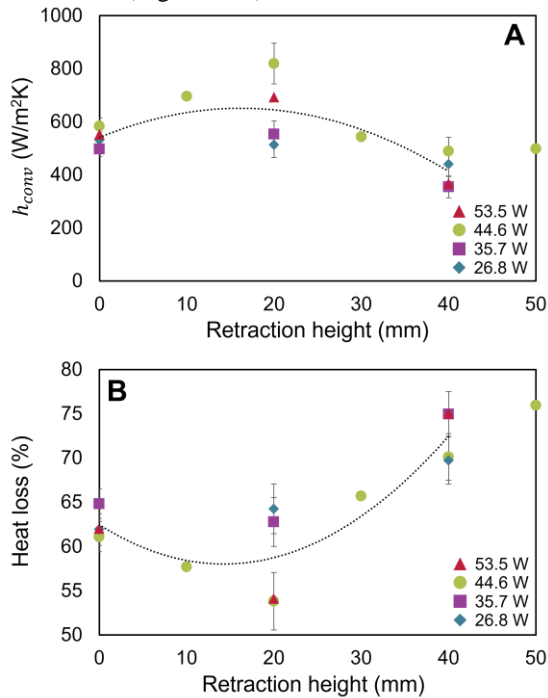 1000
A
800
600
400
200
0
h_conv (W/m²K)
53.5 W
44.6 W
35.7 W
26.8 W
0 10 20 30 40 50
Retraction height (mm)
80
B
75
70
65
60
55
50
Heat loss (%)
53.5 W
44.6 W
35.7 W
26.8 W
0 10 20 30 40 50
Retraction height (mm)